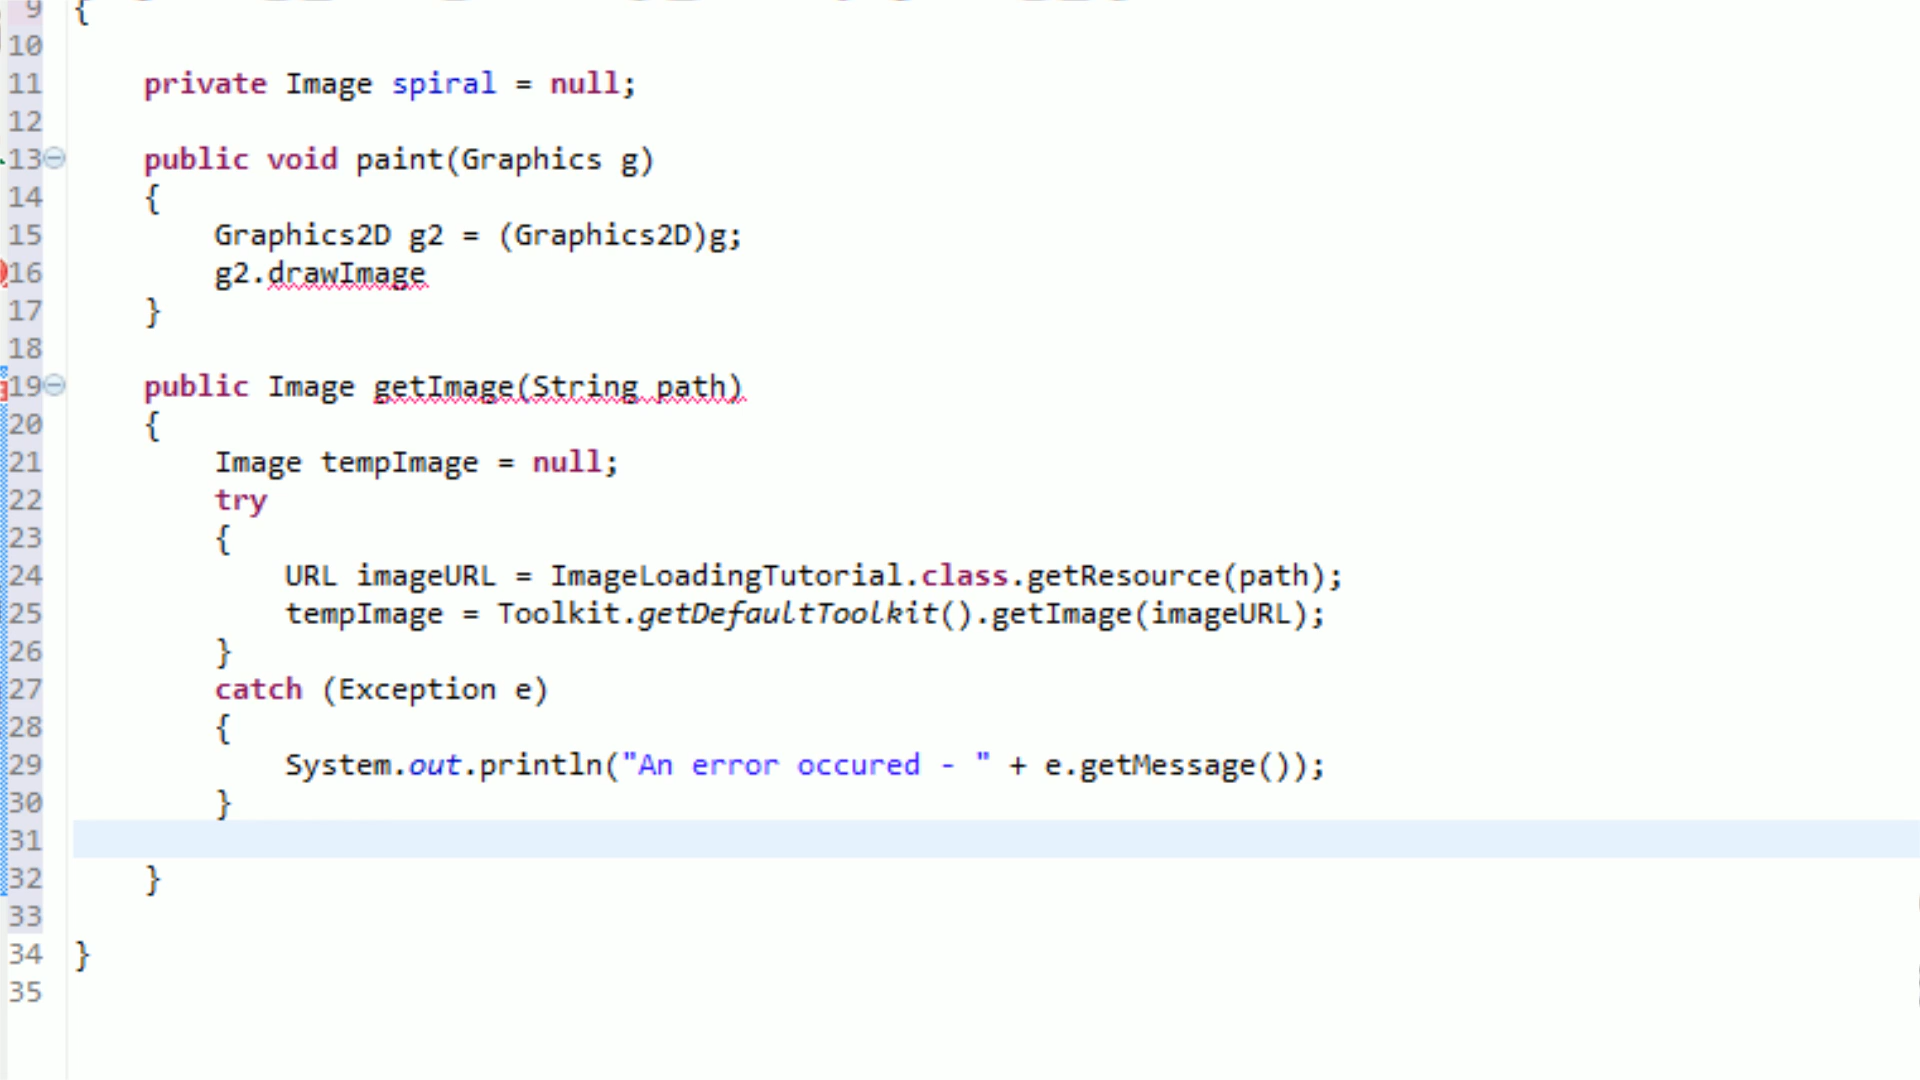 9 {
10
11 private Image spiral = null;
12
13 public void paint(Graphics g)
14 {
15 Graphics2D g2 = (Graphics2D)g;
16 g2.drawImage
17 }
18
19 public Image getImage(String path)
20 {
21 Image tempImage = null;
22 try
23 {
24 URL imageURL = ImageLoadingTutorial.class.getResource(path);
25 tempImage = Toolkit.getDefaultToolkit().getImage(imageURL);
26 }
27 catch (Exception e)
28 {
29 System.out.println("An error occured - " + e.getMessage());
30 }
31
32 }
33
34 }
35